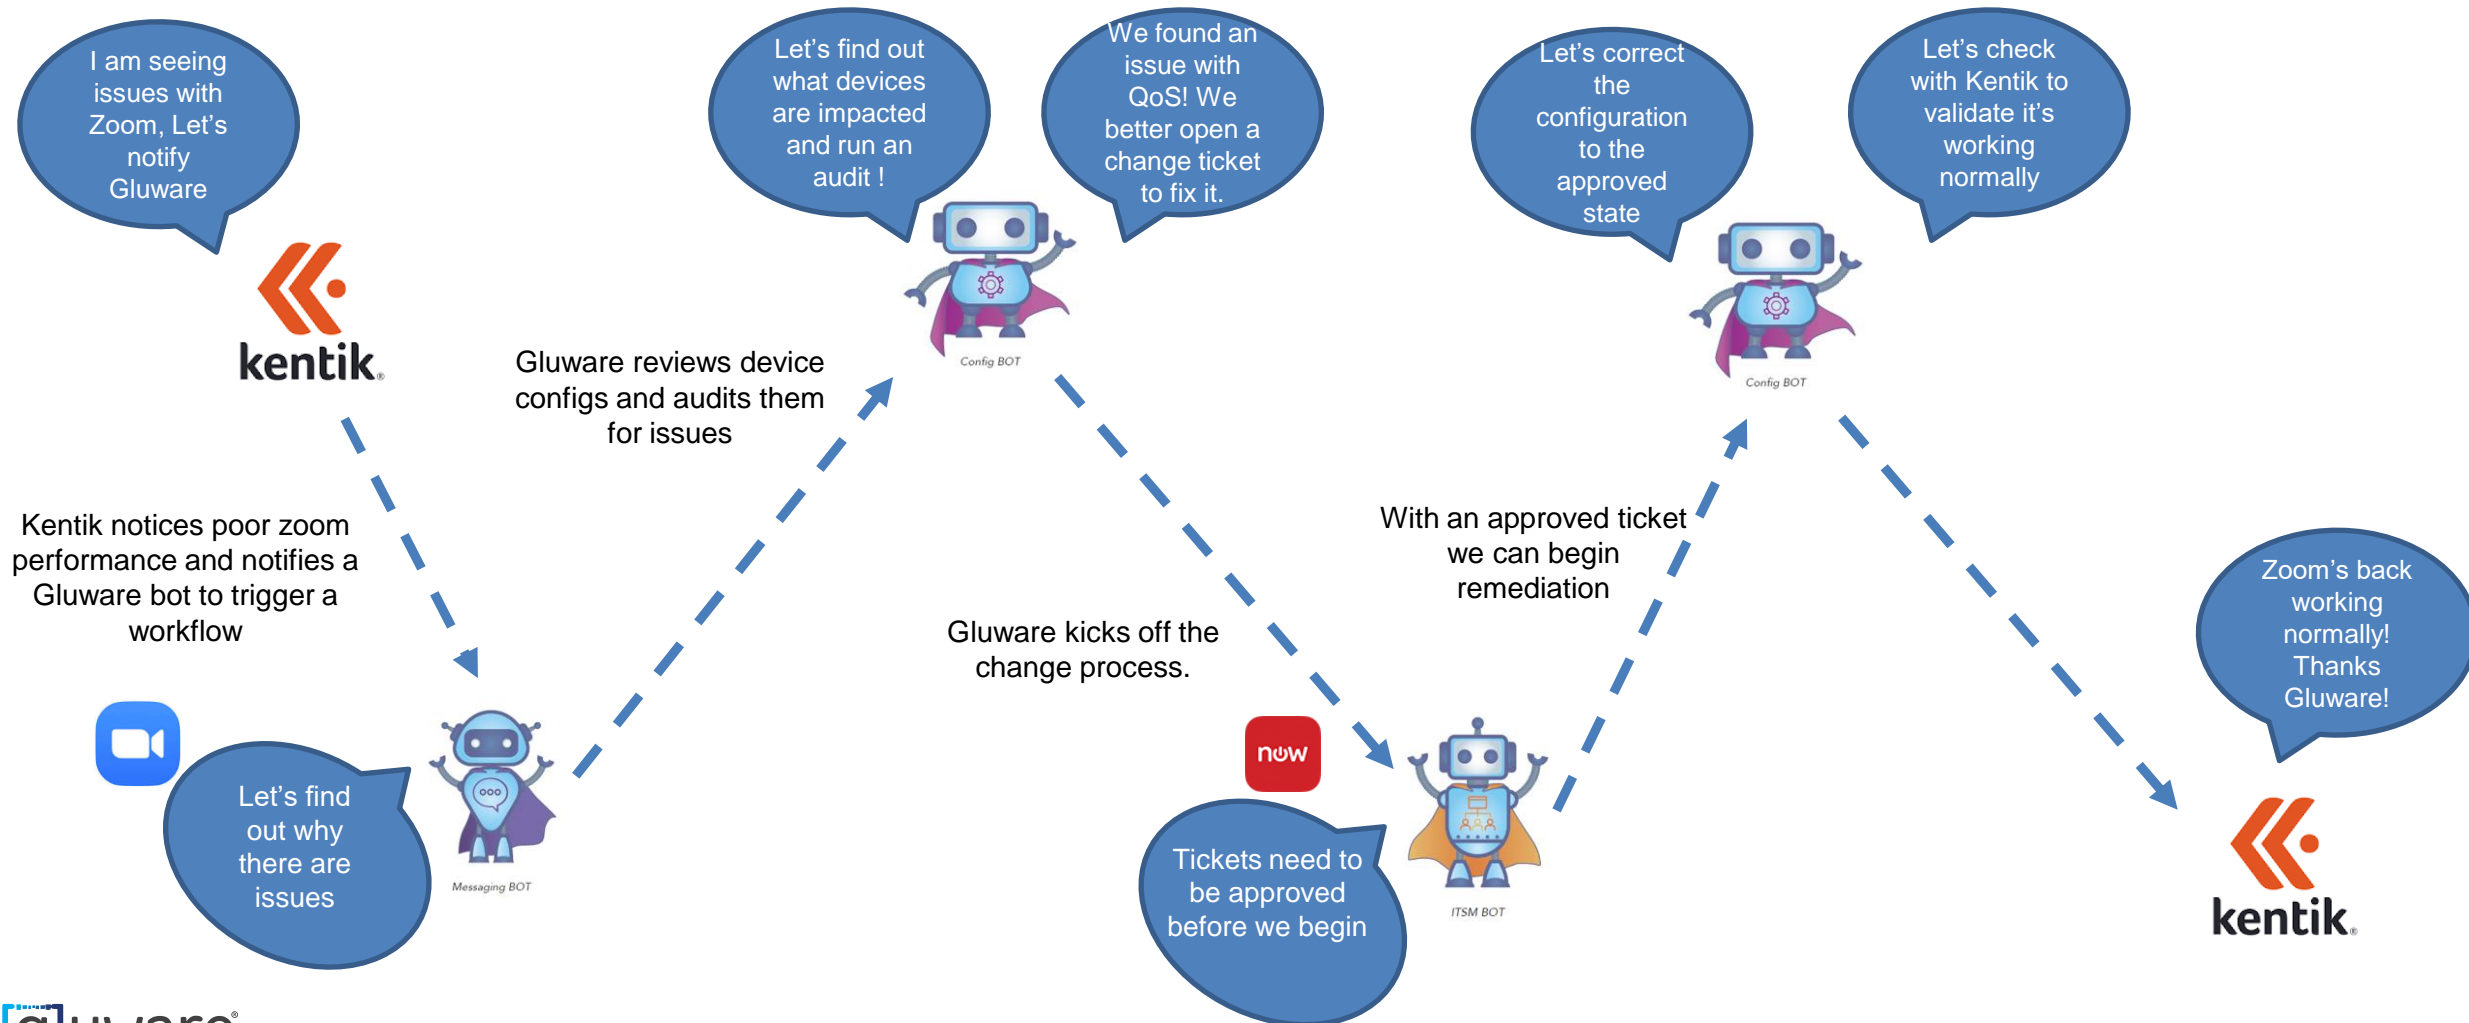 I am seeing
issues with
Zoom, Let's
notify
Gluware
kentik®
Kentik notices poor zoom
performance and notifies a
Gluware bot to trigger a
workflow
Let's find
out why
there are
issues
Messaging BOT
Gluware reviews device
configs and audits them
for issues
Let's find out
what devices
are impacted
and run an
audit !
We found an
issue with
QoS! We
better open a
change ticket
to fix it.
Config BOT
Gluware kicks off the
change process.
now
Tickets need to
be approved
before we begin
ITSM BOT
With an approved ticket
we can begin
remediation
Let's correct
the
configuration
to the
approved
state
Let's check
with Kentik to
validate it's
working
normally
Config BOT
Zoom's back
working
normally!
Thanks
Gluware!
kentik®
gluware®